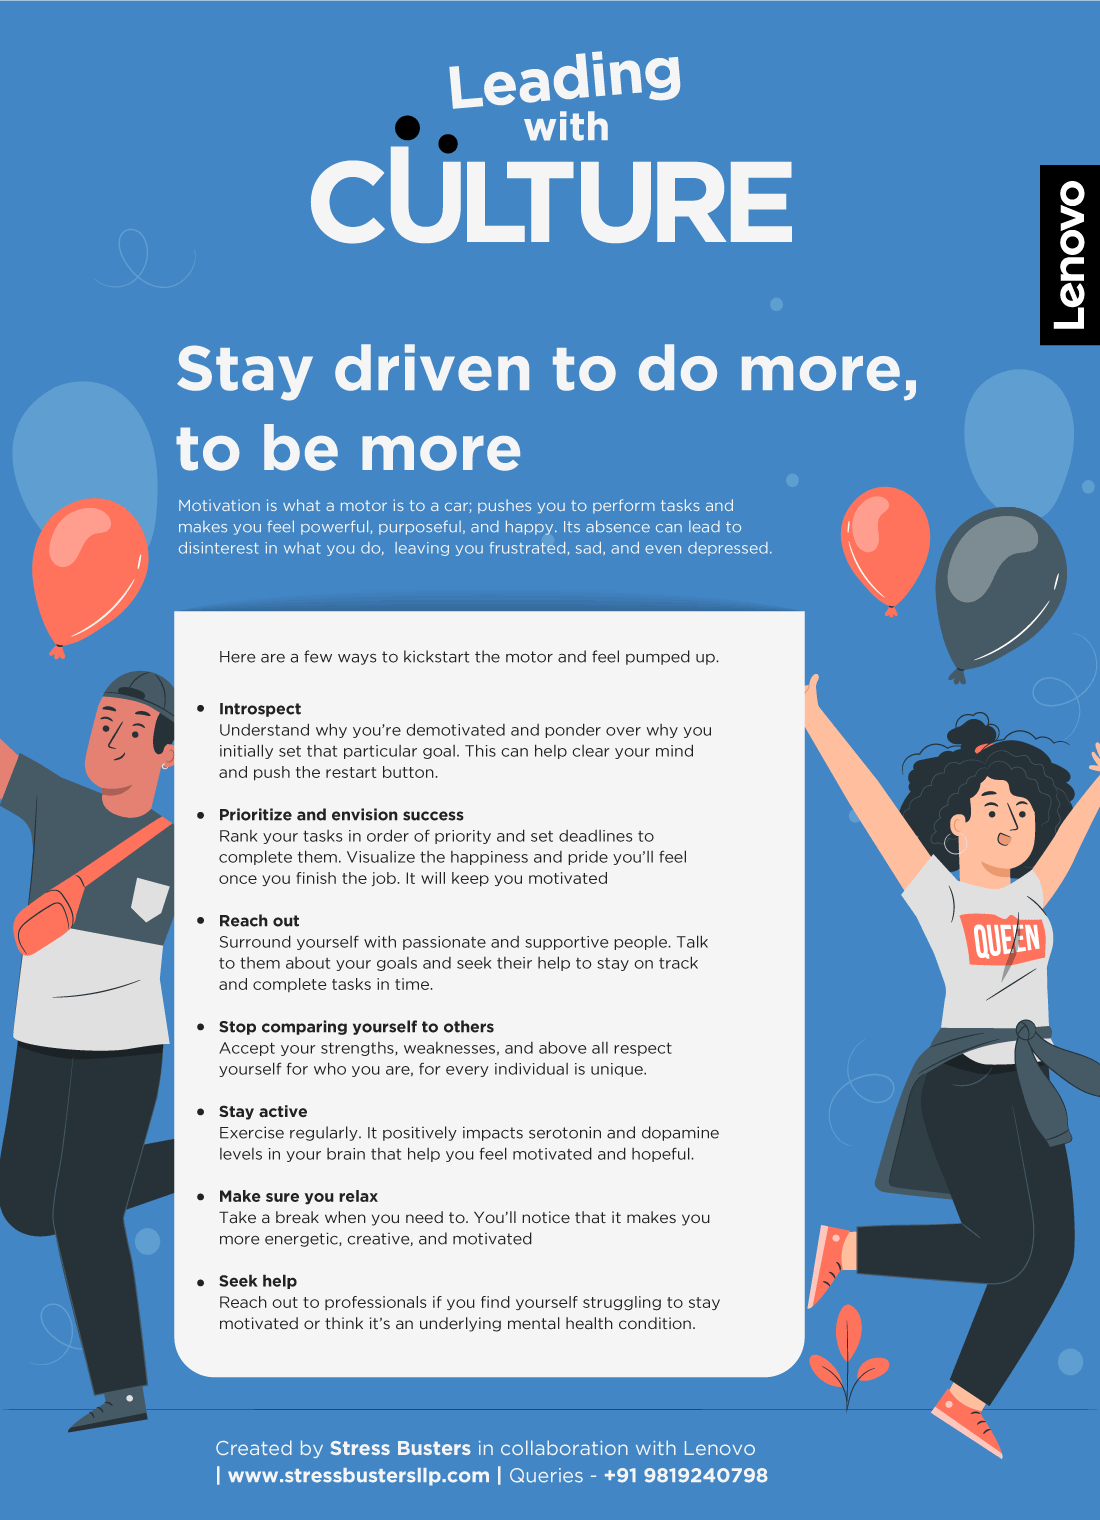 Leading
with
CÜLTURE
Lenovo
Stay driven to do more,
to be more
Motivation is what a motor is to a car; pushes you to perform tasks and
makes you feel powerful, purposeful, and happy. Its absence can lead to
disinterest in what you do,  leaving you frustrated, sad, and even depressed.
Here are a few ways to kickstart the motor and feel pumped up.
• Introspect
Understand why you’re demotivated and ponder over why you
initially set that particular goal. This can help clear your mind
and push the restart button.
• Prioritize and envision success
Rank your tasks in order of priority and set deadlines to
complete them. Visualize the happiness and pride you’ll feel
once you finish the job. It will keep you motivated
• Reach out
Surround yourself with passionate and supportive people. Talk
to them about your goals and seek their help to stay on track
and complete tasks in time.
• Stop comparing yourself to others
Accept your strengths, weaknesses, and above all respect
yourself for who you are, for every individual is unique.
• Stay active
Exercise regularly. It positively impacts serotonin and dopamine
levels in your brain that help you feel motivated and hopeful.
• Make sure you relax
Take a break when you need to. You’ll notice that it makes you
more energetic, creative, and motivated
• Seek help
Reach out to professionals if you find yourself struggling to stay
motivated or think it’s an underlying mental health condition.
QUEEN
Created by Stress Busters in collaboration with Lenovo
| www.stressbustersllp.com | Queries - +91 9819240798